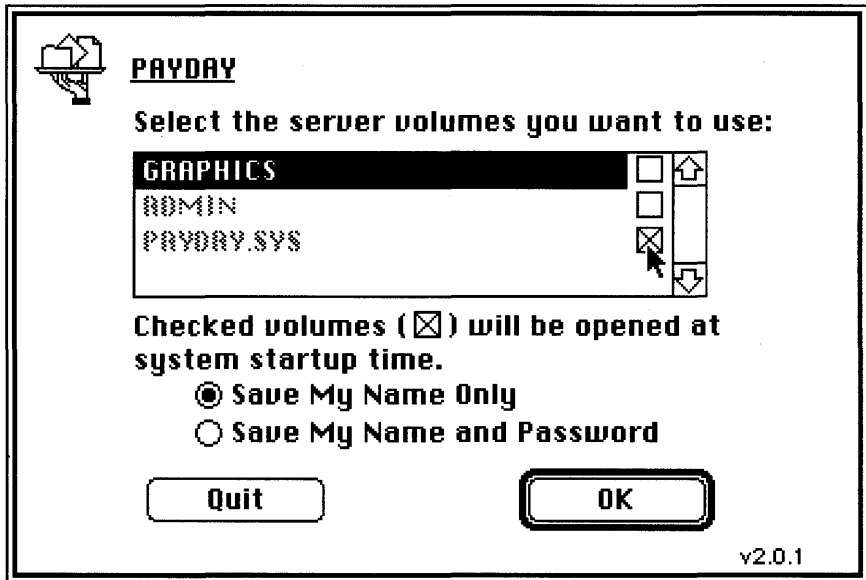 PAYDAY
Select the server volumes you want to use:
GRAPHICS
ADMIN
PAYDAY.SYS
Checked volumes (☒) will be opened at
system startup time.
Save My Name Only
Save My Name and Password
Quit
OK
v2.0.1